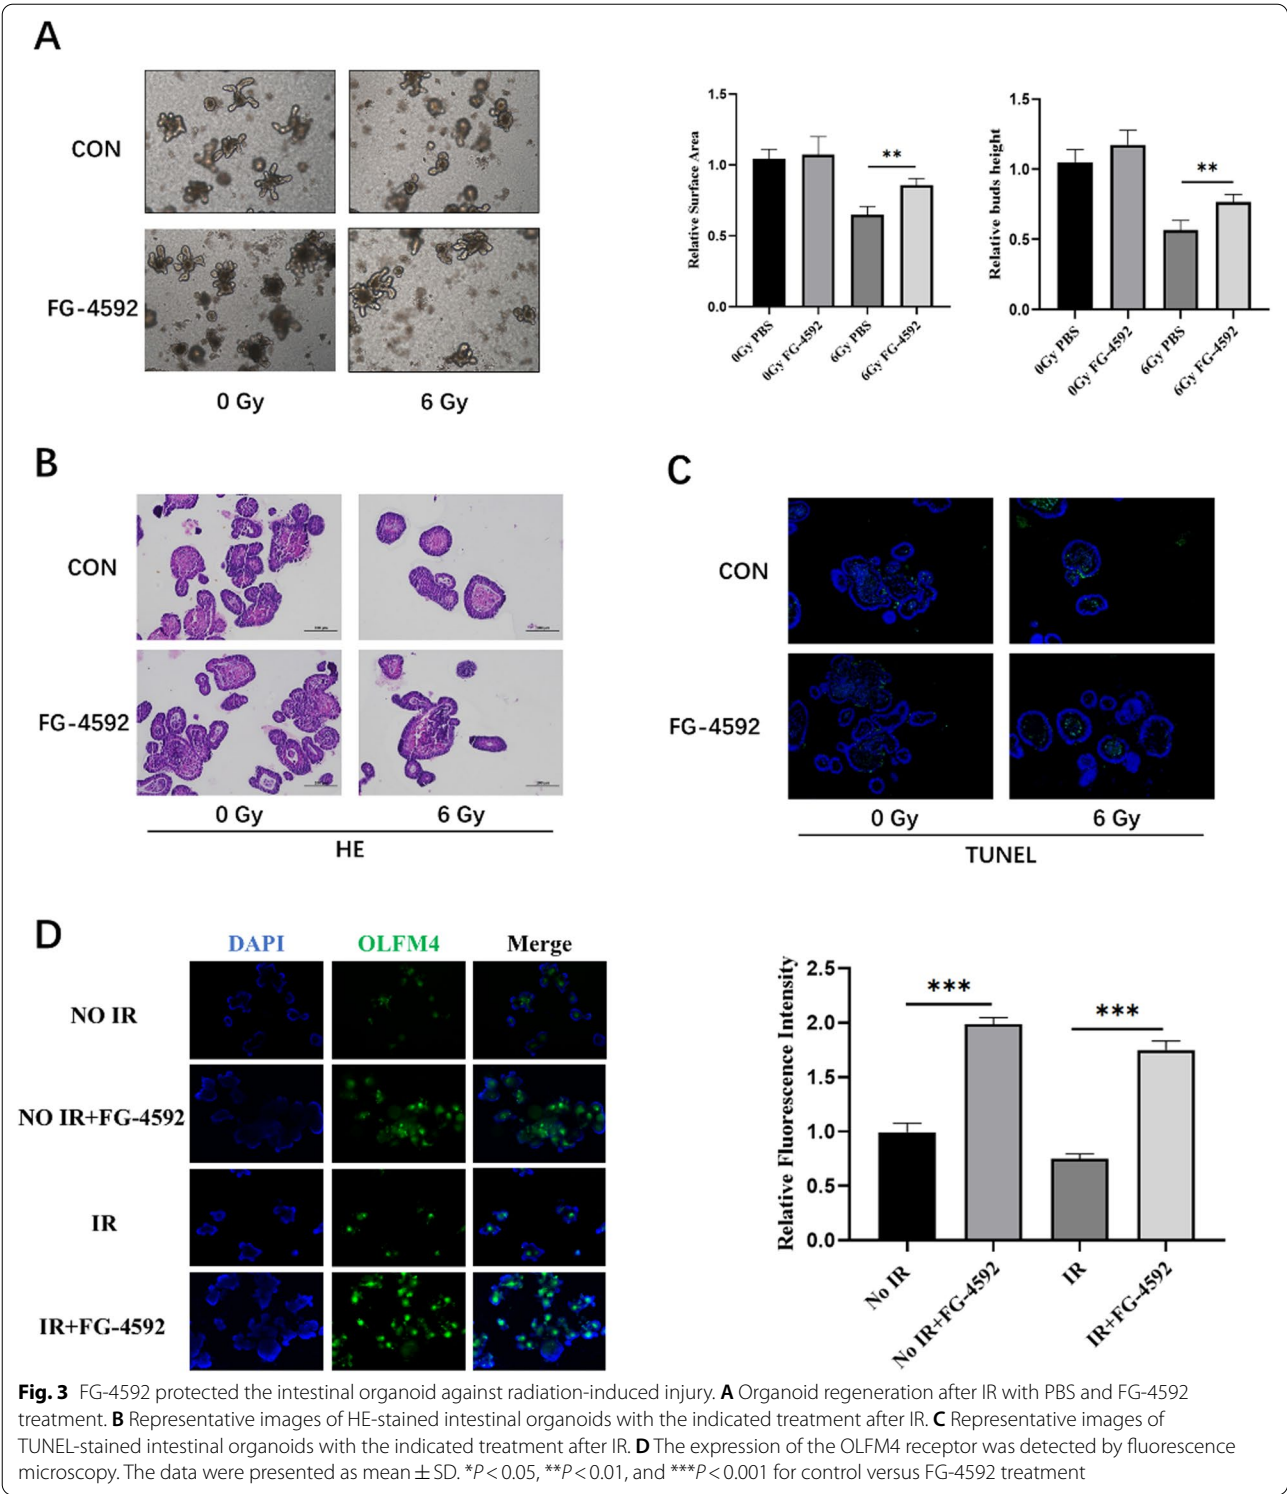 A
CON
FG-4592
0 Gy
6 Gy
Relative Surface Area
1.5
1.0
0.5
0.0
**
0Gy PBS
0Gy FG-4592
6Gy PBS
6Gy FG-4592
Relative buds height
1.5
1.0
0.5
0.0
**
0Gy PBS
0Gy FG-4592
6Gy PBS
6Gy FG-4592
B
CON
FG-4592
0 Gy
6 Gy
HE
C
CON
FG-4592
0 Gy
6 Gy
TUNEL
D
DAPI
OLFM4
Merge
NO IR
NO IR+FG-4592
IR
IR+FG-4592
Relative Fluorescence Intensity
2.5
2.0
1.5
1.0
0.5
0.0
***
***
No IR
No IR+FG-4592
IR
IR+FG-4592
Fig. 3 FG-4592 protected the intestinal organoid against radiation-induced injury. A Organoid regeneration after IR with PBS and FG-4592
treatment. B Representative images of HE-stained intestinal organoids with the indicated treatment after IR. C Representative images of
TUNEL-stained intestinal organoids with the indicated treatment after IR. D The expression of the OLFM4 receptor was detected by fluorescence
microscopy. The data were presented as mean ± SD. *P < 0.05, **P < 0.01, and ***P < 0.001 for control versus FG-4592 treatment